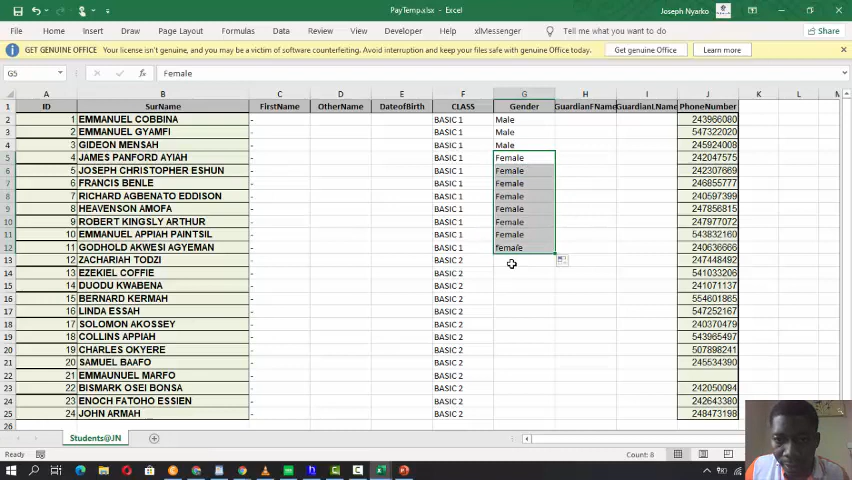 PayTemp.xlsx - Excel
Joseph Nyarko
File Home Insert Page Layout Formulas Data Review View Help xlMessenger Tell me what you want to do Share
GET GENUINE OFFICE Your license isn't genuine, and you may be a victim of software counterfeiting. Avoid interruption and keep your files safe with genuine Office today. Get genuine Office Learn more
G5 fx Female
A B C D E F G H I J K L M
1 ID SurName FirstName OtherName DateofBirth CLASS Gender GuardianFName GuardianLName PhoneNumber
2 1 EMMANUEL COBBINA - BASIC 1 Male 243966080
3 2 EMMANUEL GYAMFI - BASIC 1 Male 547322020
4 3 GIDEON MENSAH - BASIC 1 Male 245924008
5 4 JAMES PANFORD AYIAH - BASIC 1 Female 242047575
6 5 JOSEPH CHRISTOPHER ESHUN - BASIC 1 Female 242307669
7 6 FRANCIS BENLE - BASIC 1 Female 246855777
8 7 RICHARD AGBENATO EDDISON - BASIC 1 Female 240597399
9 8 HEAVENSON AMOFA - BASIC 1 Female 247856815
10 9 ROBERT KINGSLY ARTHUR - BASIC 1 Female 247977072
11 10 EMMANUEL APPIAH PAINTSIL - BASIC 1 Female 543832160
12 11 GODHOLD AKWESI AGYEMAN - BASIC 1 Female 240636666
13 12 ZACHARIAH TODZI - BASIC 2 247448492
14 13 EZEKIEL COFFIE - BASIC 2 541033206
15 14 DUODU KWABENA - BASIC 2 241071137
16 15 BERNARD KERMAH - BASIC 2 554601865
17 16 LINDA ESSAH - BASIC 2 547252167
18 17 SOLOMON AKOSSEY - BASIC 2 240370479
19 18 COLLINS APPIAH - BASIC 2 543965497
20 19 CHARLES OKYERE - BASIC 2 507898241
21 20 SAMUEL BAAFO - BASIC 2 245534390
22 21 EMMAUNUEL MARFO - BASIC 2
23 22 BISMARK OSEI BONSA - BASIC 2 242050094
24 23 ENOCH FATOHO ESSIEN - BASIC 2 242643380
25 24 JOHN ARMAH - BASIC 2 248473198
26
Students@JN
Ready Count: 8 100%